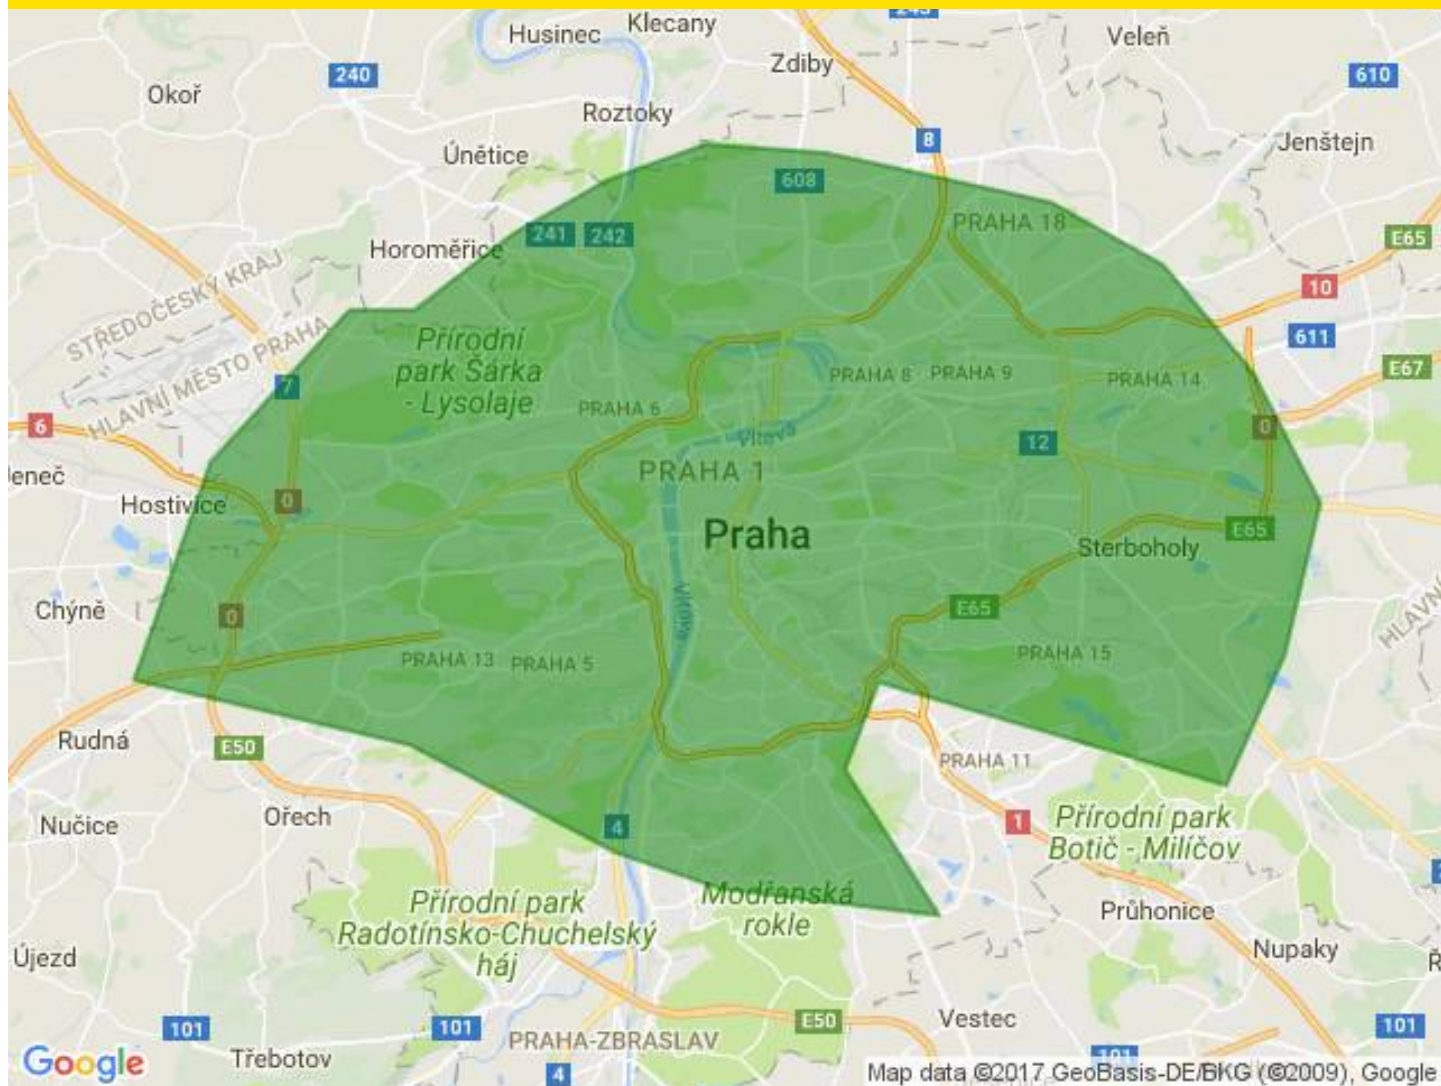 Husinec
Klecany
Veleň
Zdiby
240
610
Okoř
Roztoky
8
Jenštejn
Únětice
608
PRAHA 18
241
242
E65
Horoměřice
STŘEDOČESKÝ KRAJ
10
HLAVNÍ MĚSTO PRAHA
611
Přírodní
park Šárka
- Lysolaje
E67
PRAHA 8
PRAHA 9
PRAHA 14
7
PRAHA 6
6
0
Vltava
12
PRAHA 1
Hostivice
0
Praha
E65
Sterboholy
Chýně
0
E65
Vltava
PRAHA 13
PRAHA 5
PRAHA 15
Rudná
E50
PRAHA 11
Ořech
Nučice
4
1
Přírodní park
Botič - Milíčov
Modřanská
rokle
Přírodní park
Radotínsko-Chuchelský
háj
Průhonice
Nupaky
Újezd
101
101
E50
Vestec
101
PRAHA-ZBRASLAV
Třebotov
4
101
Google
Map data ©2017 GeoBasis-DE/BKG (©2009), Google